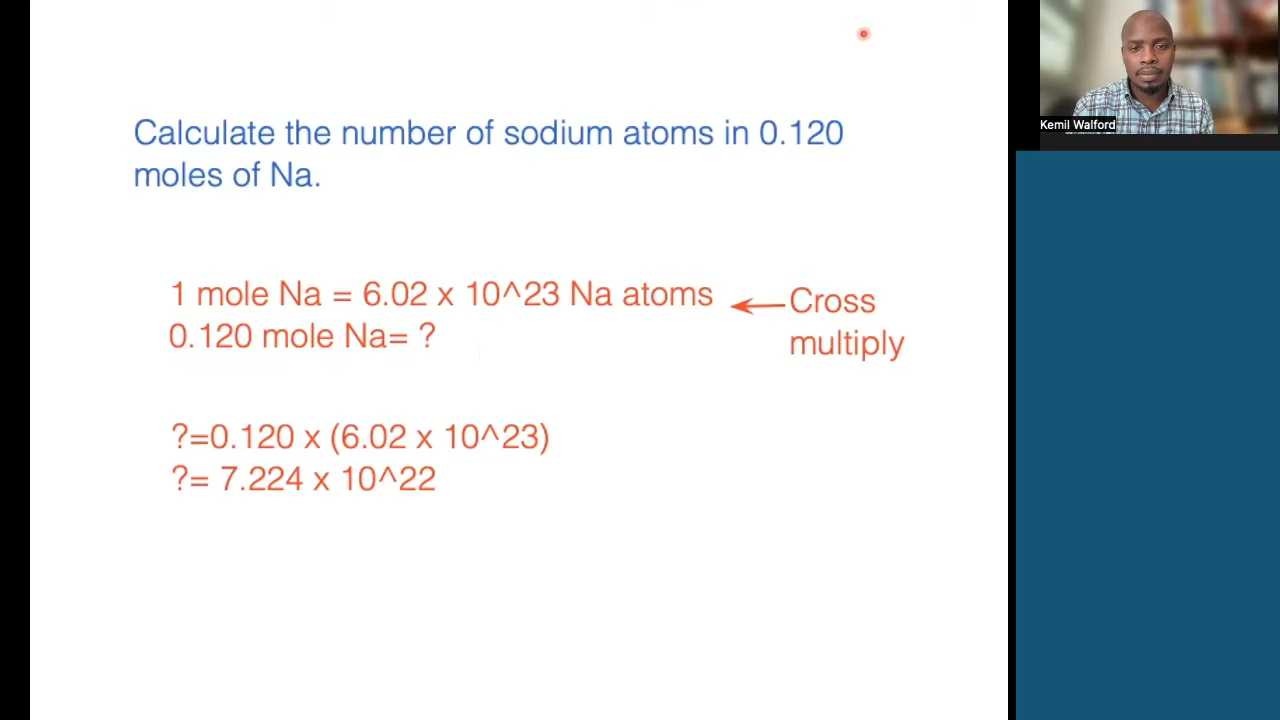 Calculate the number of sodium atoms in 0.120
moles of Na.
1 mole Na = 6.02 x 10^23 Na atoms
0.120 mole Na= ?
Cross
multiply
?=0.120 x (6.02 x 10^23)
?= 7.224 x 10^22
Kemil Walford